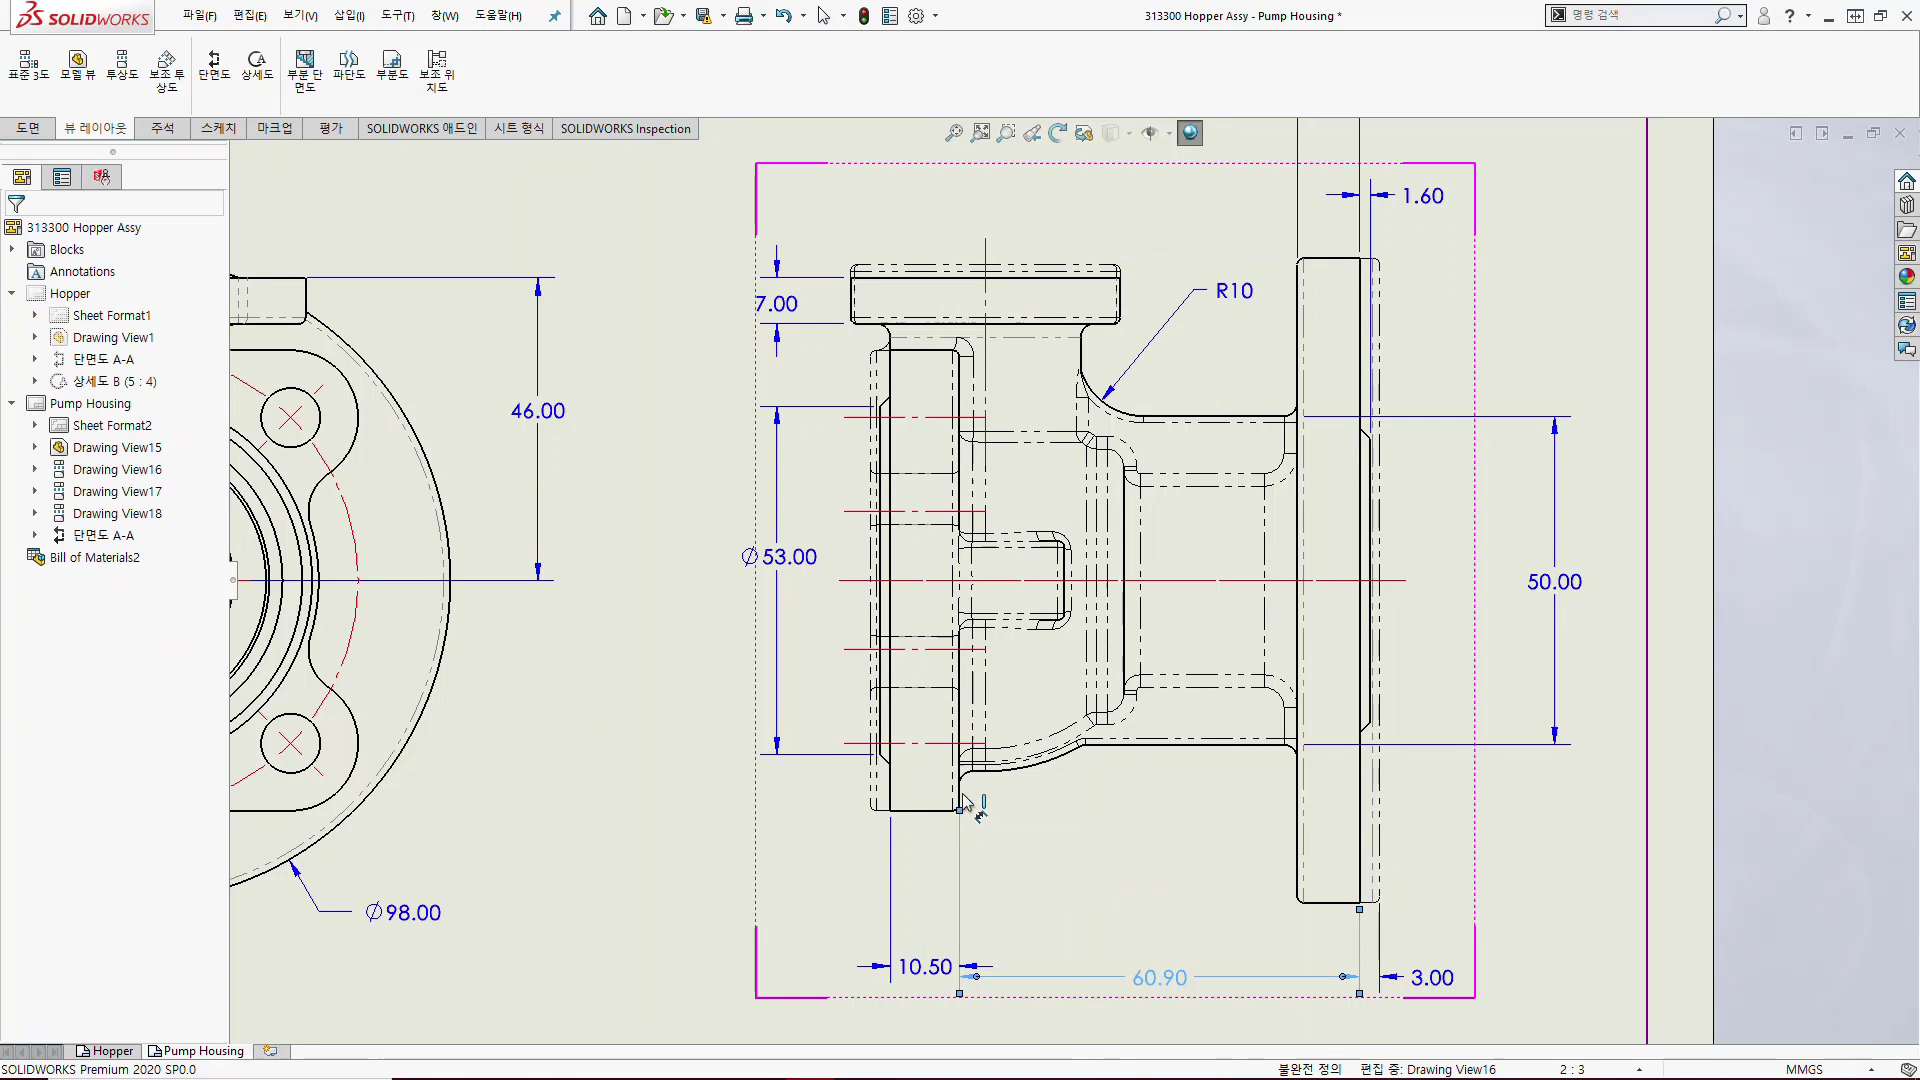 SOLIDWORKS
파일(F) 편집(E) 보기(V) 삽입(I) 도구(T) 창(W) 도움말(H)
313300 Hopper Assy - Pump Housing *
명령 검색
표준 3도 모델 뷰 투상도 보조 투상도 단면도 상세도 부분 단면도 파단도 부분도 보조 위치도
도면 뷰 레이아웃 주석 스케치 마크업 평가 SOLIDWORKS 애드인 시트 형식 SOLIDWORKS Inspection
313300 Hopper Assy
Blocks
Annotations
Hopper
Sheet Format1
Drawing View1
단면도 A-A
상세도 B (5 : 4)
Pump Housing
Sheet Format2
Drawing View15
Drawing View16
Drawing View17
Drawing View18
단면도 A-A
Bill of Materials2
1.60
R10
7.00
46.00
∅53.00
50.00
∅98.00
10.50
60.90
3.00
Hopper Pump Housing
SOLIDWORKS Premium 2020 SP0.0
불완전 정의 편집 중: Drawing View16 2 : 3 MMGS